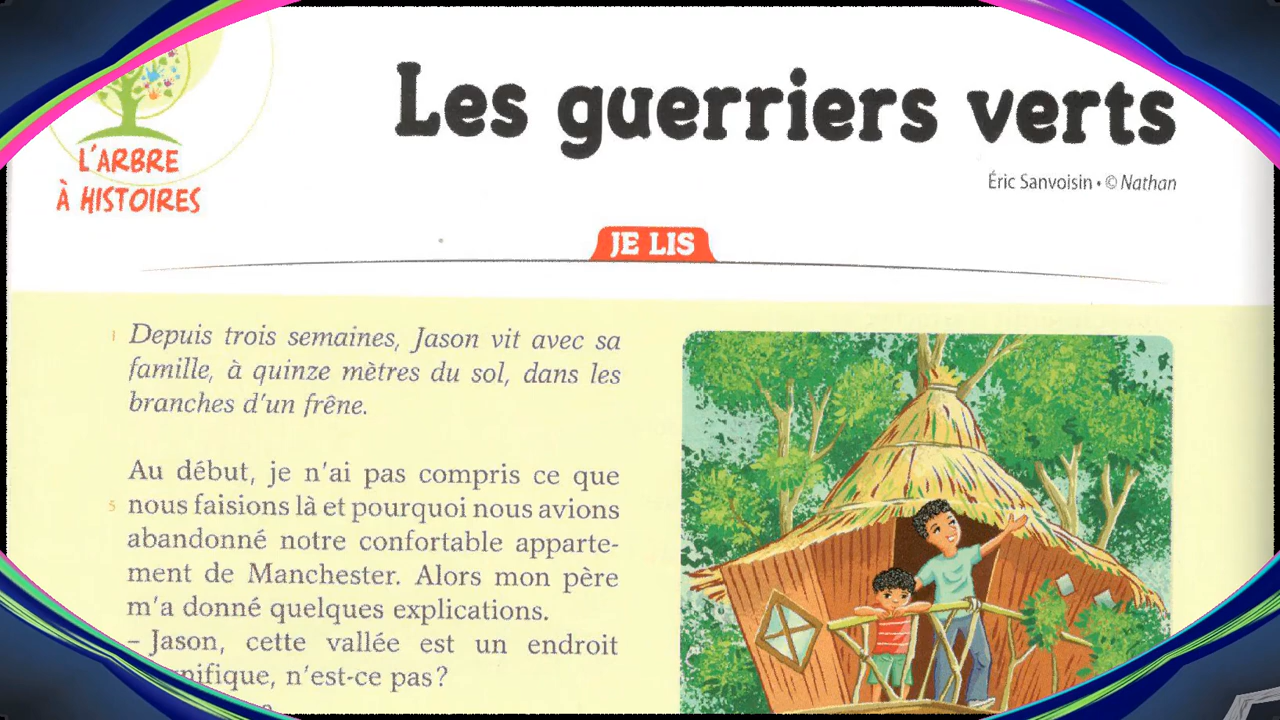 L'ARBRE
À HISTOIRES
Les guerriers verts
Éric Sanvoisin • © Nathan
JE LIS
1 Depuis trois semaines, Jason vit avec sa
famille, à quinze mètres du sol, dans les
branches d'un frêne.
Au début, je n'ai pas compris ce que
5 nous faisions là et pourquoi nous avions
abandonné notre confortable apparte-
ment de Manchester. Alors mon père
m'a donné quelques explications.
– Jason, cette vallée est un endroit
n'est-ce pas ?